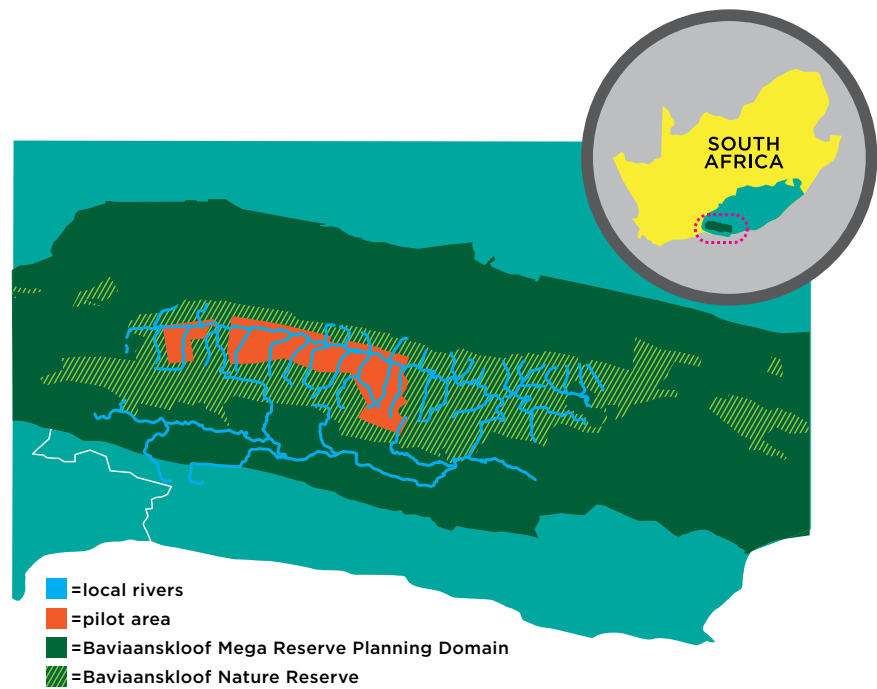 SOUTH
AFRICA
=local rivers
=pilot area
=Baviaanskloof Mega Reserve Planning Domain
=Baviaanskloof Nature Reserve